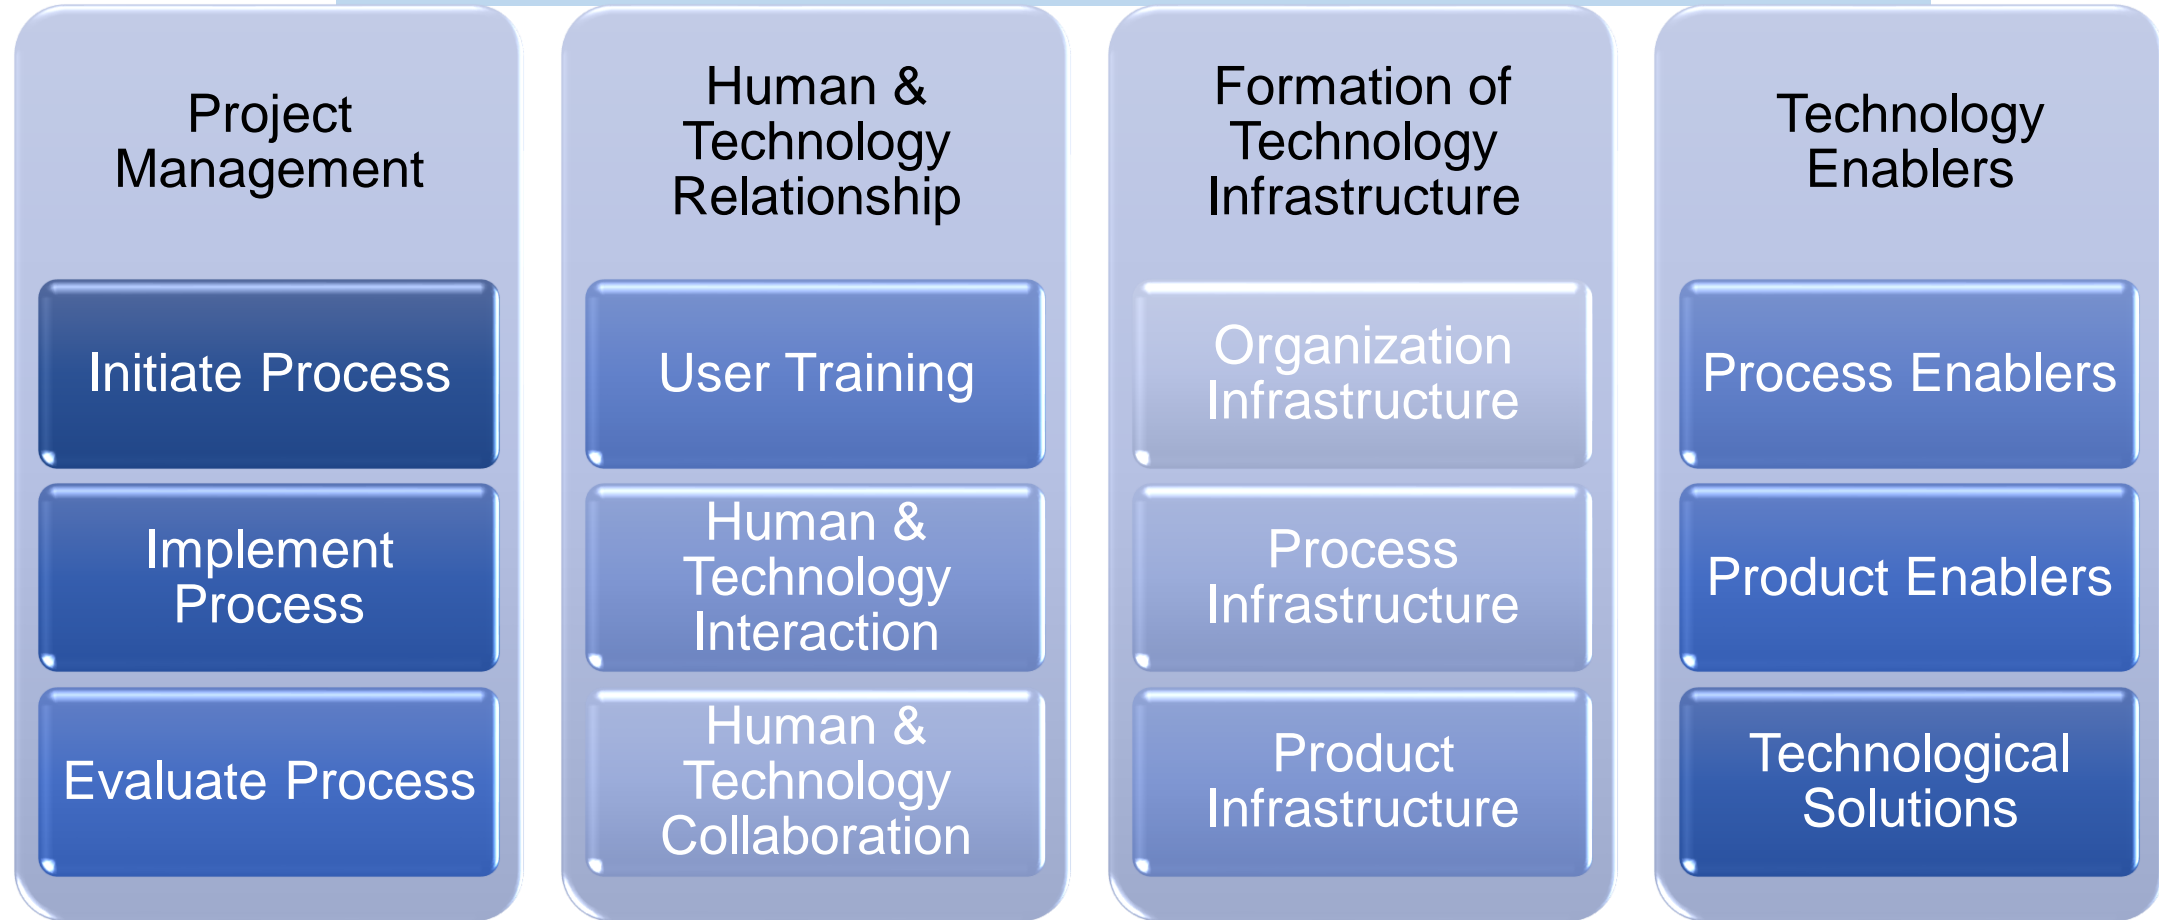 Project
Management
Initiate Process
Implement
Process
Evaluate Process
Human &
Technology
Relationship
User Training
Human &
Technology
Interaction
Human &
Technology
Collaboration
Formation of
Technology
Infrastructure
Organization
Infrastructure
Process
Infrastructure
Product
Infrastructure
Technology
Enablers
Process Enablers
Product Enablers
Technological
Solutions